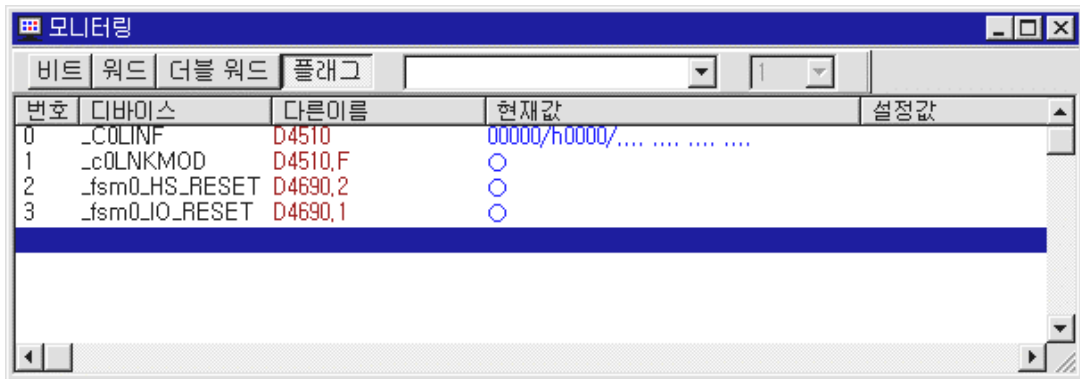 모니터링
비트 워드 더블 워드 플래그 1
번호 디바이스 다른이름 현재값 설정값
0 _C0LINF D4510 00000/h0000/.... .... .... ....
1 _c0LNKMOD D4510.F ○
2 _fsm0_HS_RESET D4690.2 ○
3 _fsm0_IO_RESET D4690.1 ○